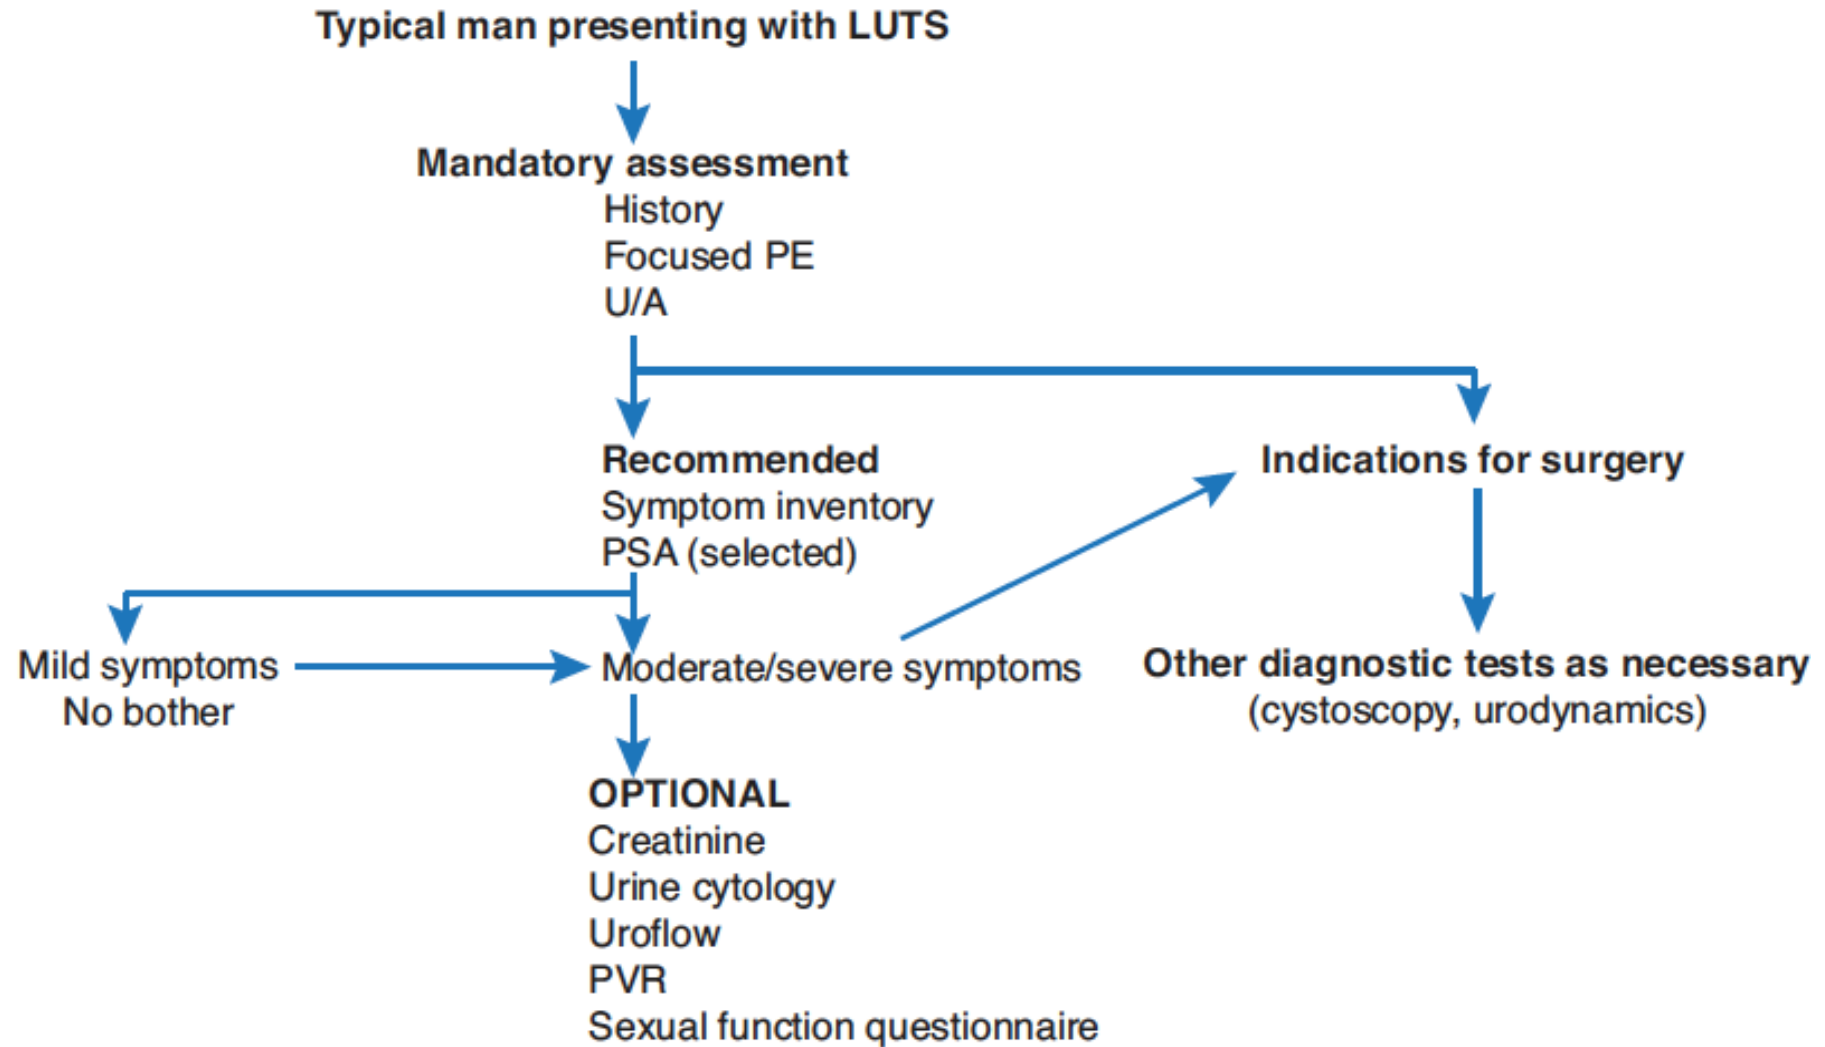 Typical man presenting with LUTS
Mandatory assessment
History
Focused PE
U/A
Recommended
Symptom inventory
PSA (selected)
Indications for surgery
Mild symptoms
No bother
Moderate/severe symptoms
Other diagnostic tests as necessary
(cystoscopy, urodynamics)
OPTIONAL
Creatinine
Urine cytology
Uroflow
PVR
Sexual function questionnaire